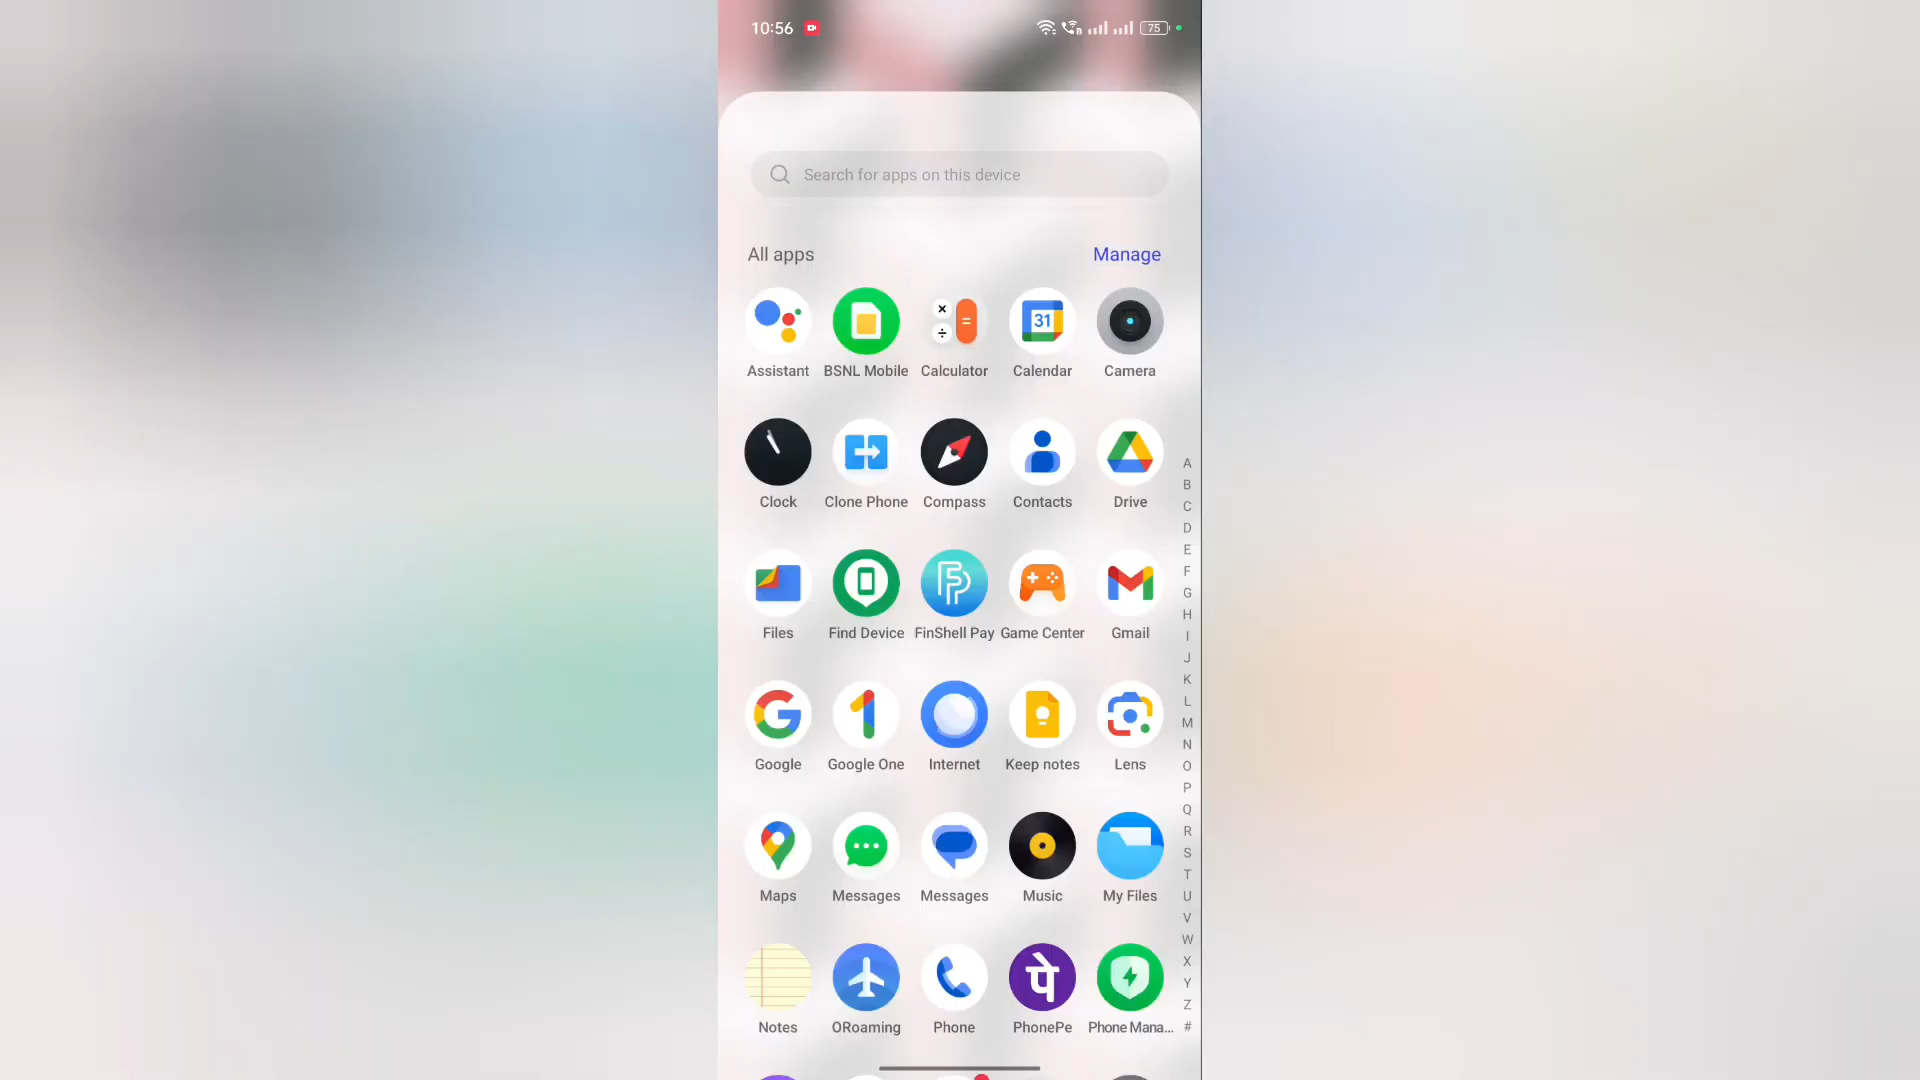 10:56
75
Search for apps on this device
All apps
Manage
31
Assistant
BSNL Mobile
Calculator
Calendar
Camera
Clock
Clone Phone
Compass
Contacts
Drive
Files
Find Device
FinShell Pay
Game Center
Gmail
Google
Google One
Internet
Keep notes
Lens
Maps
Messages
Messages
Music
My Files
पे
Notes
ORoaming
Phone
PhonePe
Phone Mana...
A
B
C
D
E
F
G
H
I
J
K
L
M
N
O
P
Q
R
S
T
U
V
W
X
Y
Z
#